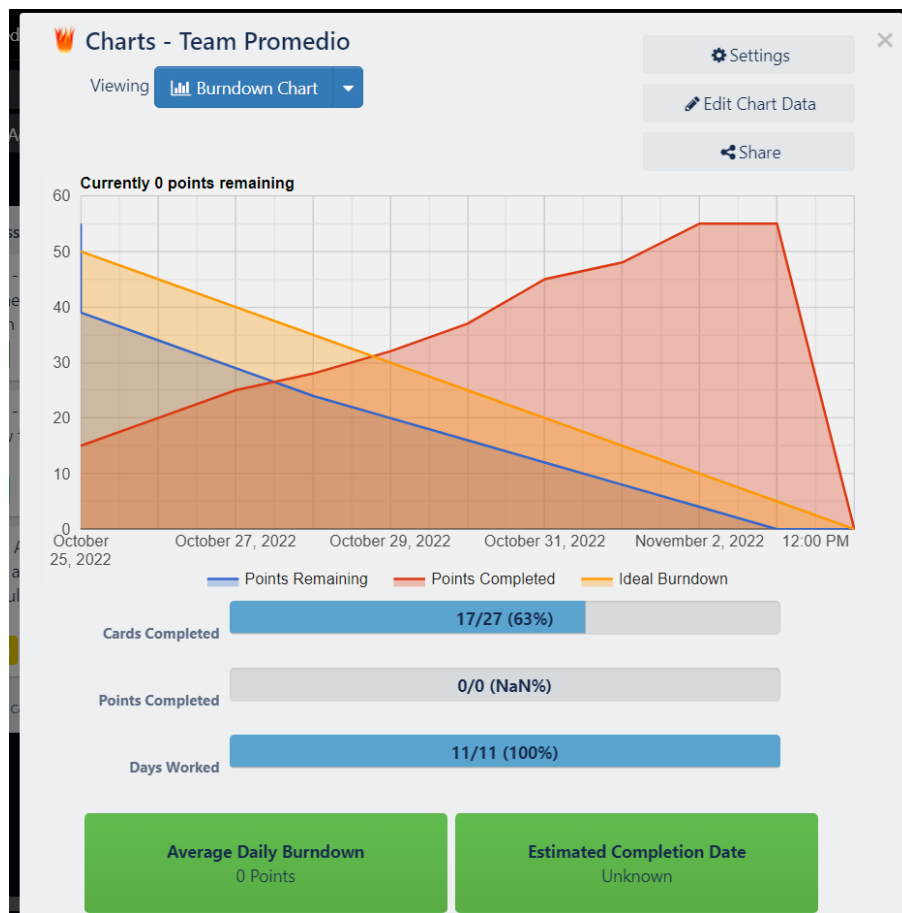 Charts - Team Promedio
Settings
Viewing
Burndown Chart
Edit Chart Data
Share
Currently 0 points remaining
60
50
40
30
20
10
0
October 25, 2022
October 27, 2022
October 29, 2022
October 31, 2022
November 2, 2022
12:00 PM
Points Remaining
Points Completed
Ideal Burndown
Cards Completed
17/27 (63%)
Points Completed
0/0 (NaN%)
Days Worked
11/11 (100%)
Average Daily Burndown
0 Points
Estimated Completion Date
Unknown